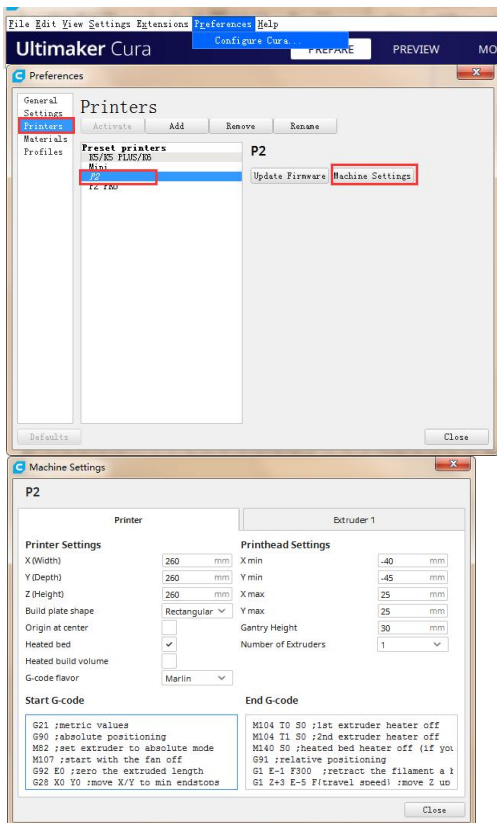 File Edit View Settings Extensions Preferences Help
Configure Cura...
Ultimaker Cura
PREPARE PREVIEW MO
Preferences
General
Settings
Printers
Materials
Profiles
Printers
Activate Add Remove Rename
Preset printers
K5/K5 PLUS/K6
Mini
P2
P2 PRO
P2
Update Firmware Machine Settings
Defaults Close
Machine Settings
P2
Printer Extruder 1
Printer Settings Printhead Settings
X (Width) 260 mm X min -40 mm
Y (Depth) 260 mm Y min -45 mm
Z (Height) 260 mm X max 25 mm
Build plate shape Rectangular Y max 25 mm
Origin at center Gantry Height 30 mm
Heated bed Number of Extruders 1
Heated build volume
G-code flavor Marlin
Start G-code End G-code
G21 ;metric values
G90 ;absolute positioning
M82 ;set extruder to absolute mode
M107 ;start with the fan off
G92 E0 ;zero the extruded length
G28 X0 Y0 ;move X/Y to min endstops
M104 T0 S0 ;1st extruder heater off
M104 T1 S0 ;2nd extruder heater off
M140 S0 ;heated bed heater off (if you
G91 ;relative positioning
G1 E-1 F300 ;retract the filament a b
G1 Z+3 E-5 F{travel speed} ;move Z up
Close